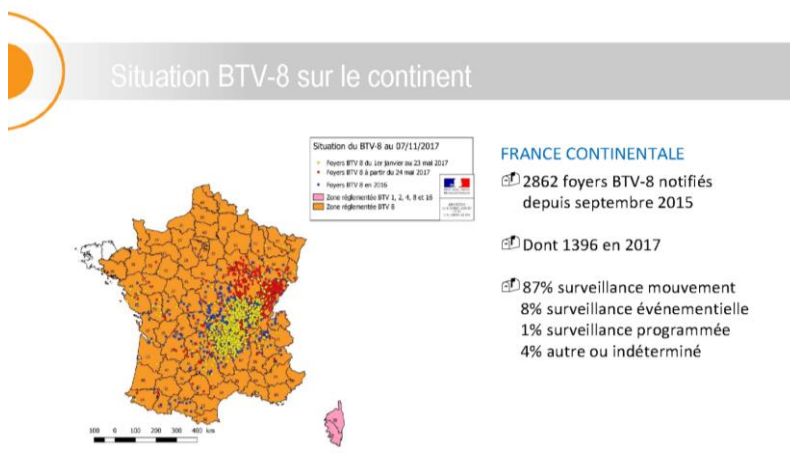 Situation BTV-8 sur le continent
Situation du BTV-8 au 07/11/2017
Foyers BTV 8 du 1er janvier au 23 mai 2017
Foyers BTV 8 à partir du 24 mai 2017
Foyers BTV 8 en 2016
Zone réglementée BTV 1, 2, 4, 8 et 16
Zone réglementée BTV 8
FRANCE CONTINENTALE
2862 foyers BTV-8 notifiés
depuis septembre 2015
Dont 1396 en 2017
87% surveillance mouvement
8% surveillance événementielle
1% surveillance programmée
4% autre ou indéterminé
100 0 100 200 300 400 km